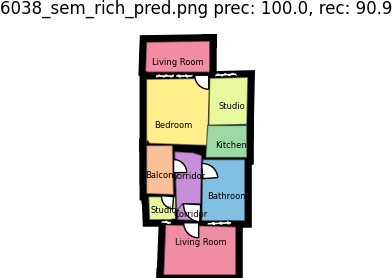 6038_sem_rich_pred.png prec: 100.0, rec: 90.9
Living Room
Studio
Bedroom
Kitchen
Balcony
Corridor
Bathroom
Studio
Corridor
Living Room